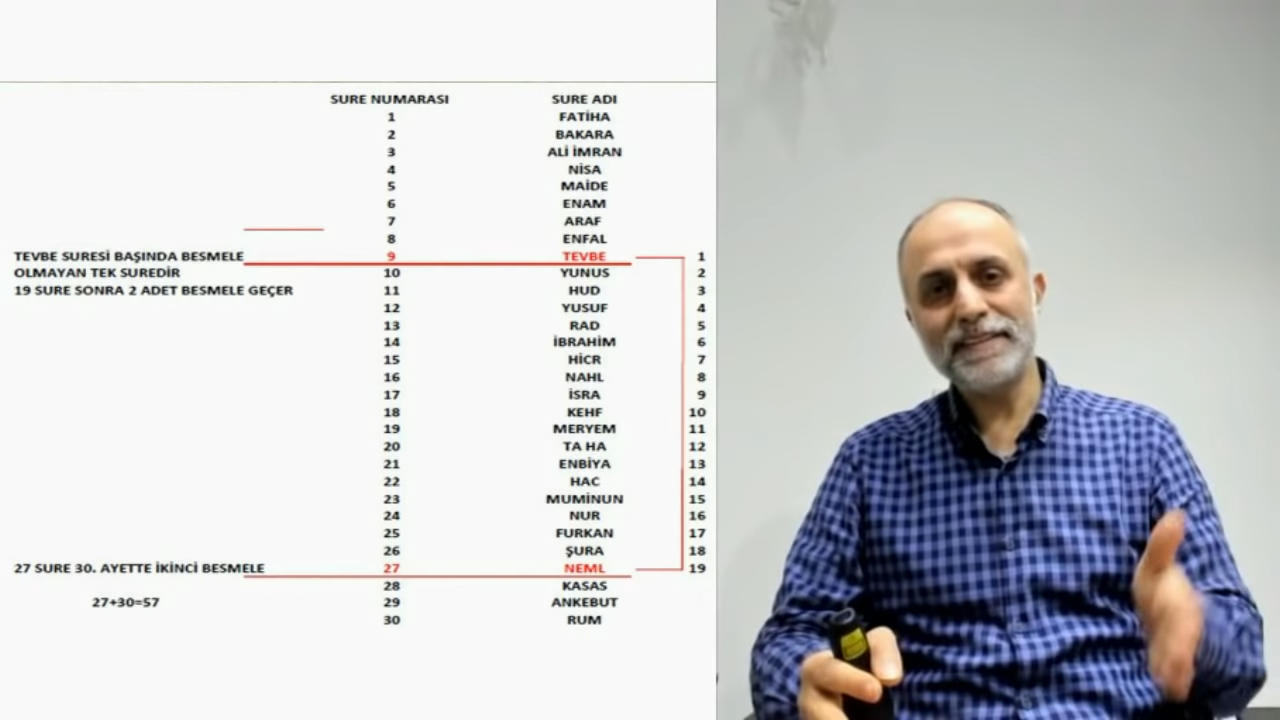 SURE NUMARASI SURE ADI
1 FATİHA
2 BAKARA
3 ALİ İMRAN
4 NİSA
5 MAİDE
6 ENAM
7 ARAF
8 ENFAL
TEVBE SURESİ BAŞINDA BESMELE 9 TEVBE 1
OLMAYAN TEK SUREDİR 10 YUNUS 2
19 SURE SONRA 2 ADET BESMELE GEÇER 11 HUD 3
12 YUSUF 4
13 RAD 5
14 İBRAHİM 6
15 HİCR 7
16 NAHL 8
17 İSRA 9
18 KEHF 10
19 MERYEM 11
20 TA HA 12
21 ENBİYA 13
22 HAC 14
23 MUMİNUN 15
24 NUR 16
25 FURKAN 17
26 ŞURA 18
27 SURE 30. AYETTE İKİNCİ BESMELE 27 NEML 19
28 KASAS
27+30=57 29 ANKEBUT
30 RUM